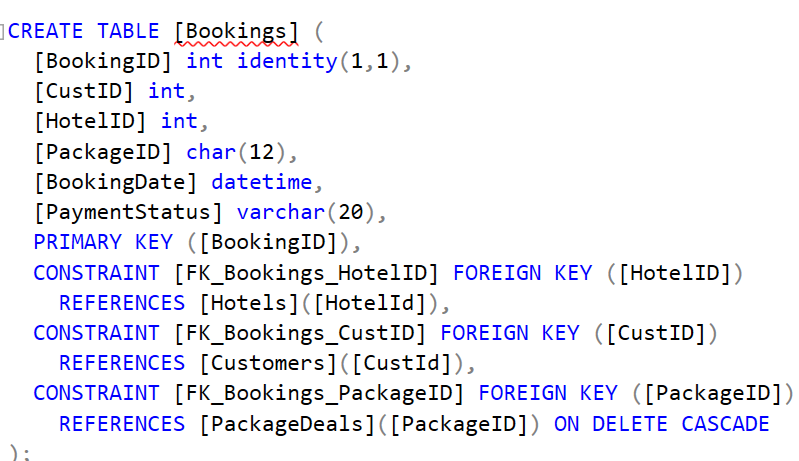 CREATE TABLE [Bookings] (
[BookingID] int identity(1,1),
[CustID] int,
[HotelID] int,
[PackageID] char(12),
[BookingDate] datetime,
[PaymentStatus] varchar(20),
PRIMARY KEY ([BookingID]),
CONSTRAINT [FK_Bookings_HotelID] FOREIGN KEY ([HotelID])
REFERENCES [Hotels]([HotelId]),
CONSTRAINT [FK_Bookings_CustID] FOREIGN KEY ([CustID])
REFERENCES [Customers]([CustId]),
CONSTRAINT [FK_Bookings_PackageID] FOREIGN KEY ([PackageID])
REFERENCES [PackageDeals]([PackageID]) ON DELETE CASCADE
);